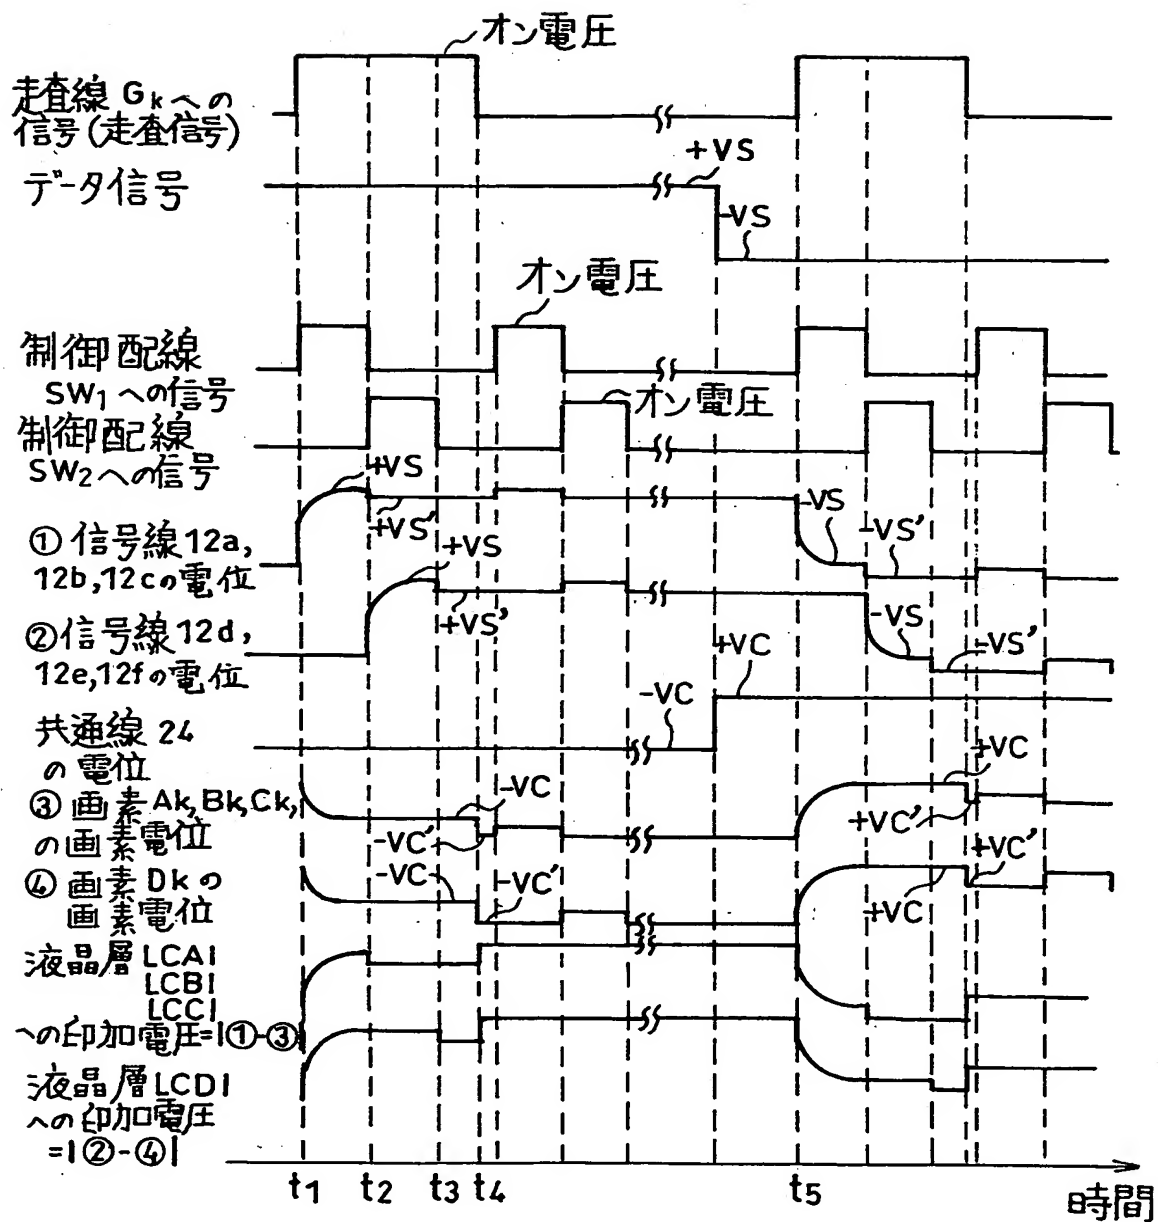 オン電圧
走査線 Gkへの
信号(走査信号)
+VS
データ信号
-VS
オン電圧
制御配線
SW1への信号
オン電圧
制御配線
SW2への信号
+VS
+VS'
-VS
-VS'
①信号線12a,
12b,12cの電位
+VS
+VS'
-VS
-VS'
②信号線12d,
12e,12fの電位
+VC
-VC
共通線 24
の電位
+VC
③画素Ak,Bk,Ck,
の画素電位
-VC
-VC'
+VC'
+VC'
④画素Dkの
画素電位
-VC
-VC'
+VC
液晶層LCA1
LCB1
LCC1
への印加電圧=|①-③|
液晶層LCD1
への印加電圧
=|②-④|
t1 t2 t3 t4 t5
時間